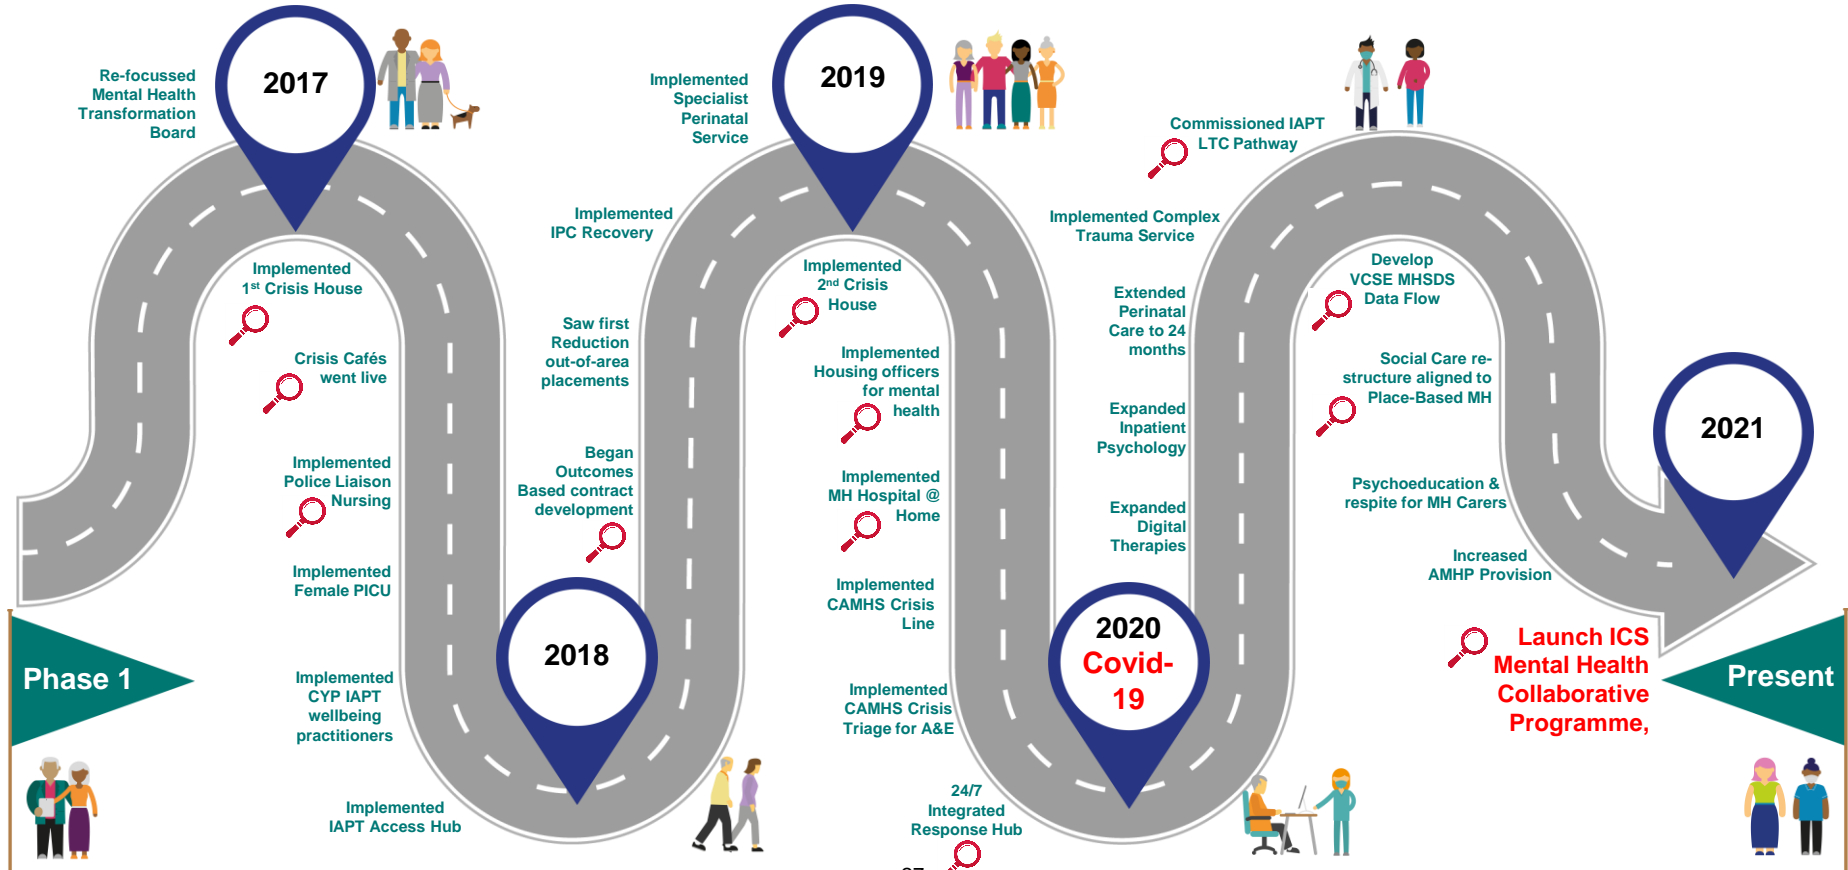 Re-focussed
Mental Health
Transformation
Board
2017
Implemented
1st Crisis House
Crisis Cafés
went live
Implemented
Police Liaison
Nursing
Implemented
Female PICU
Implemented
CYP IAPT
wellbeing
practitioners
Implemented
IAPT Access Hub
Phase 1
2018
Began
Outcomes
Based contract
development
Saw first
Reduction
out-of-area
placements
Implemented
IPC Recovery
Implemented
Specialist
Perinatal
Service
2019
Implemented
2nd Crisis
House
Implemented
Housing officers
for mental
health
Implemented
MH Hospital @
Home
Implemented
CAMHS Crisis
Line
Implemented
CAMHS Crisis
Triage for A&E
24/7
Integrated
Response Hub
2020
Covid-
19
Expanded
Digital
Therapies
Expanded
Inpatient
Psychology
Extended
Perinatal
Care to 24
months
Implemented Complex
Trauma Service
Commissioned IAPT
LTC Pathway
Develop
VCSE MHSDS
Data Flow
Social Care re-
structure aligned to
Place-Based MH
Psychoeducation &
respite for MH Carers
Increased
AMHP Provision
2021
Launch ICS
Mental Health
Collaborative
Programme,
Present